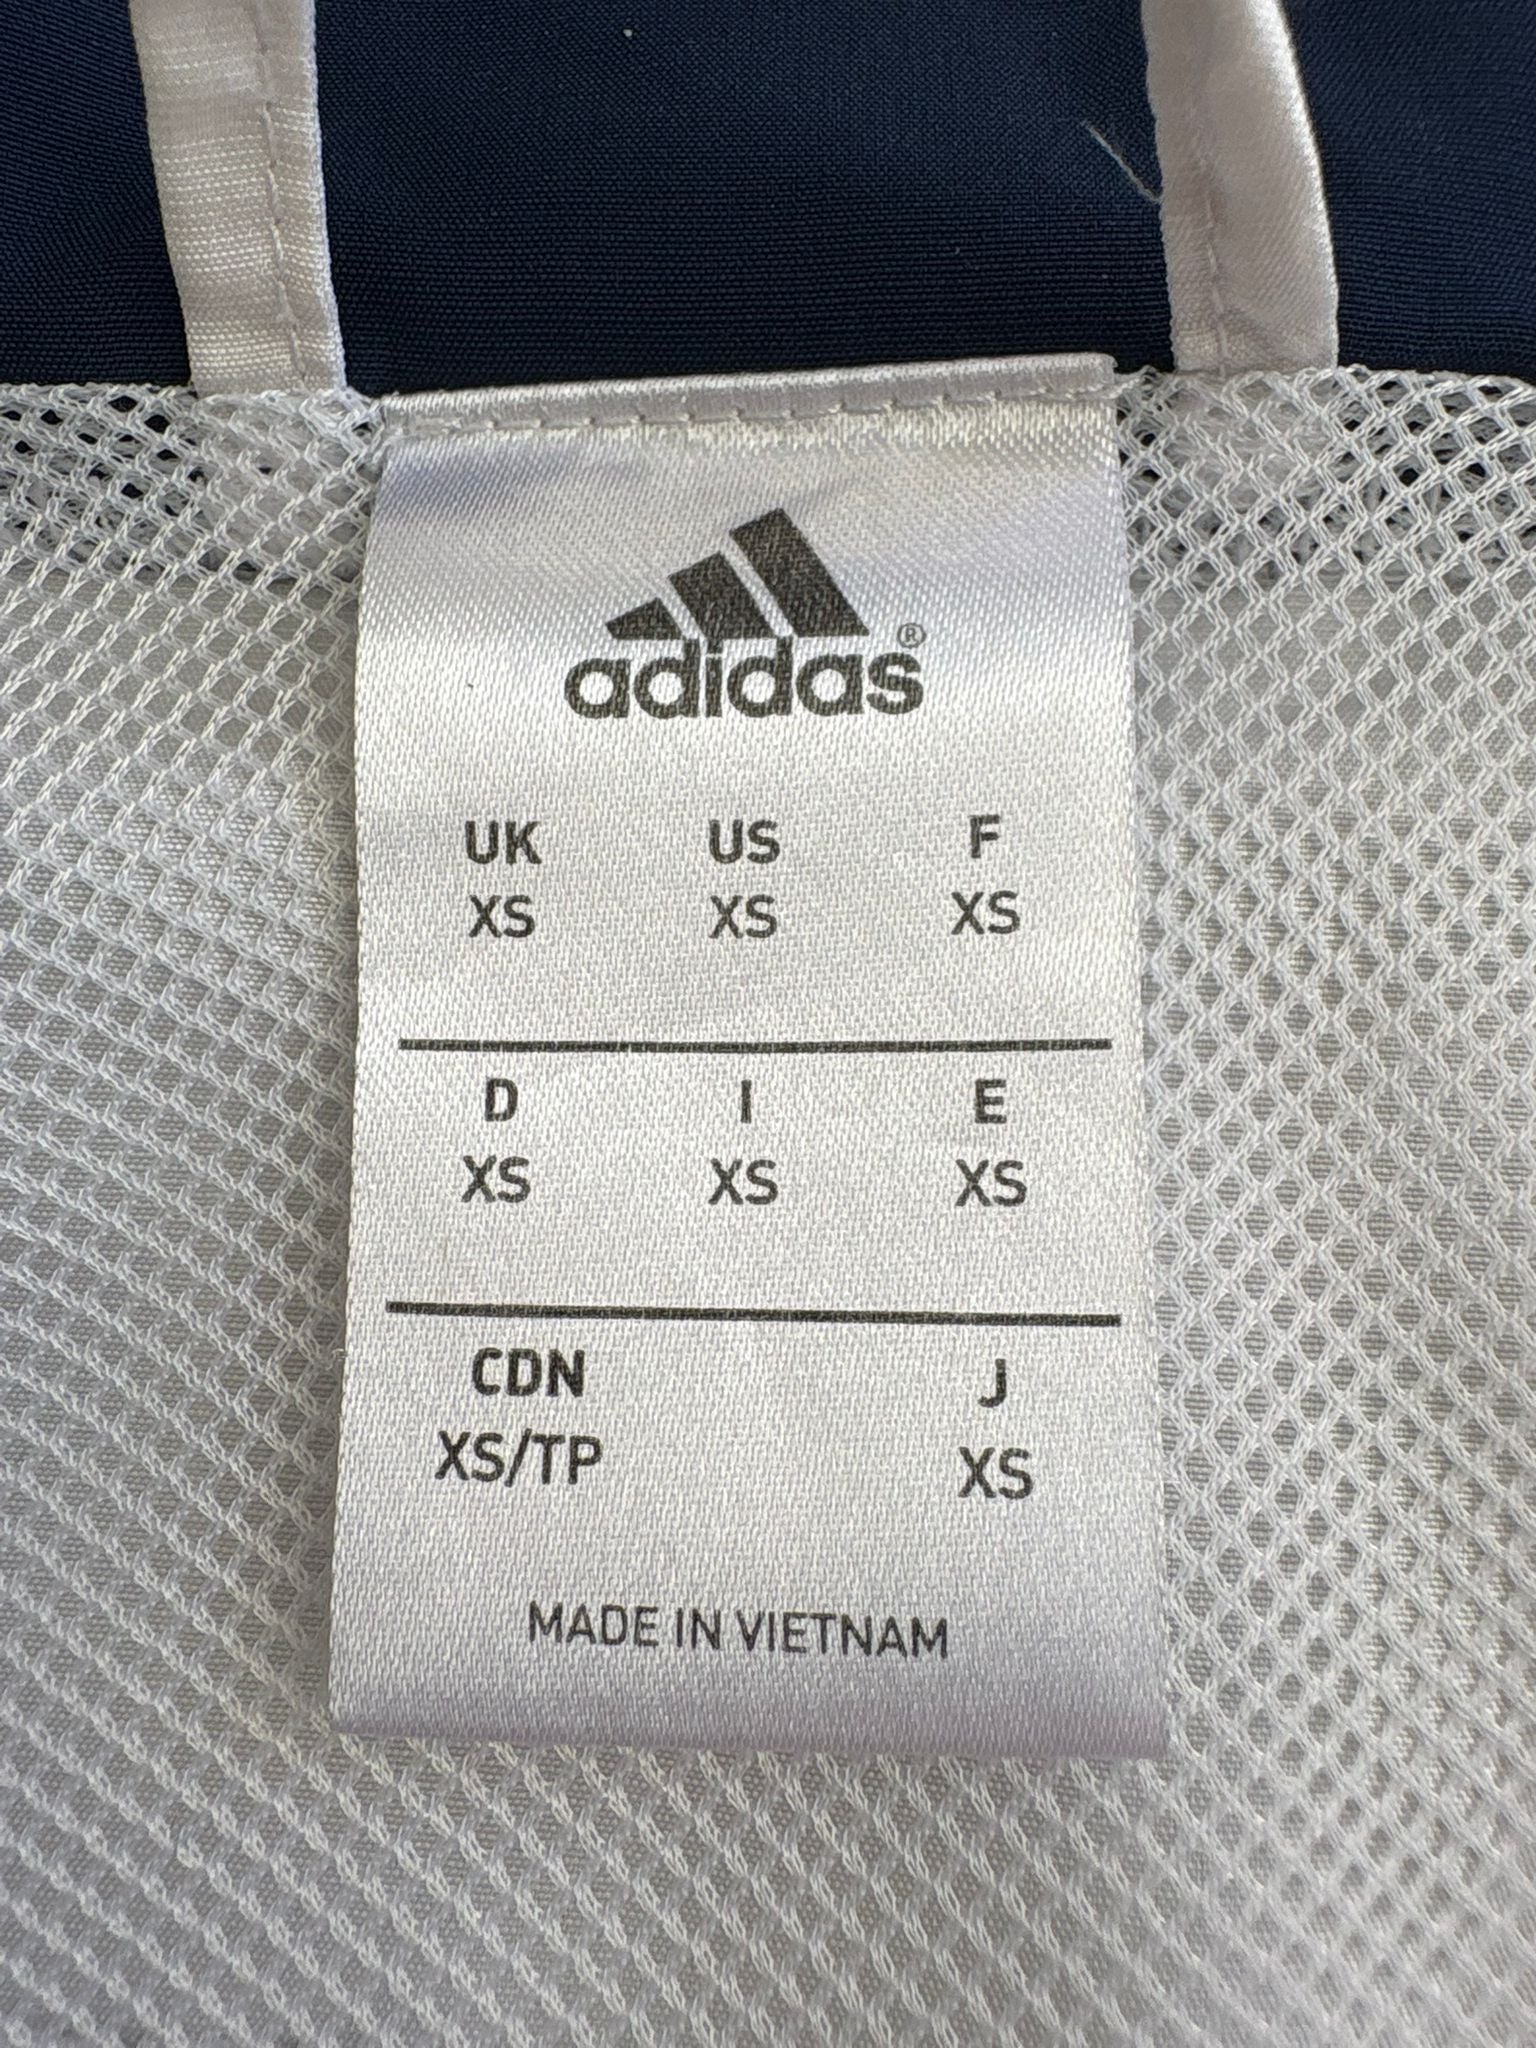 adidas®
UK US F
XS XS XS
D I E
XS XS XS
CDN J
XS/TP XS
MADE IN VIETNAM